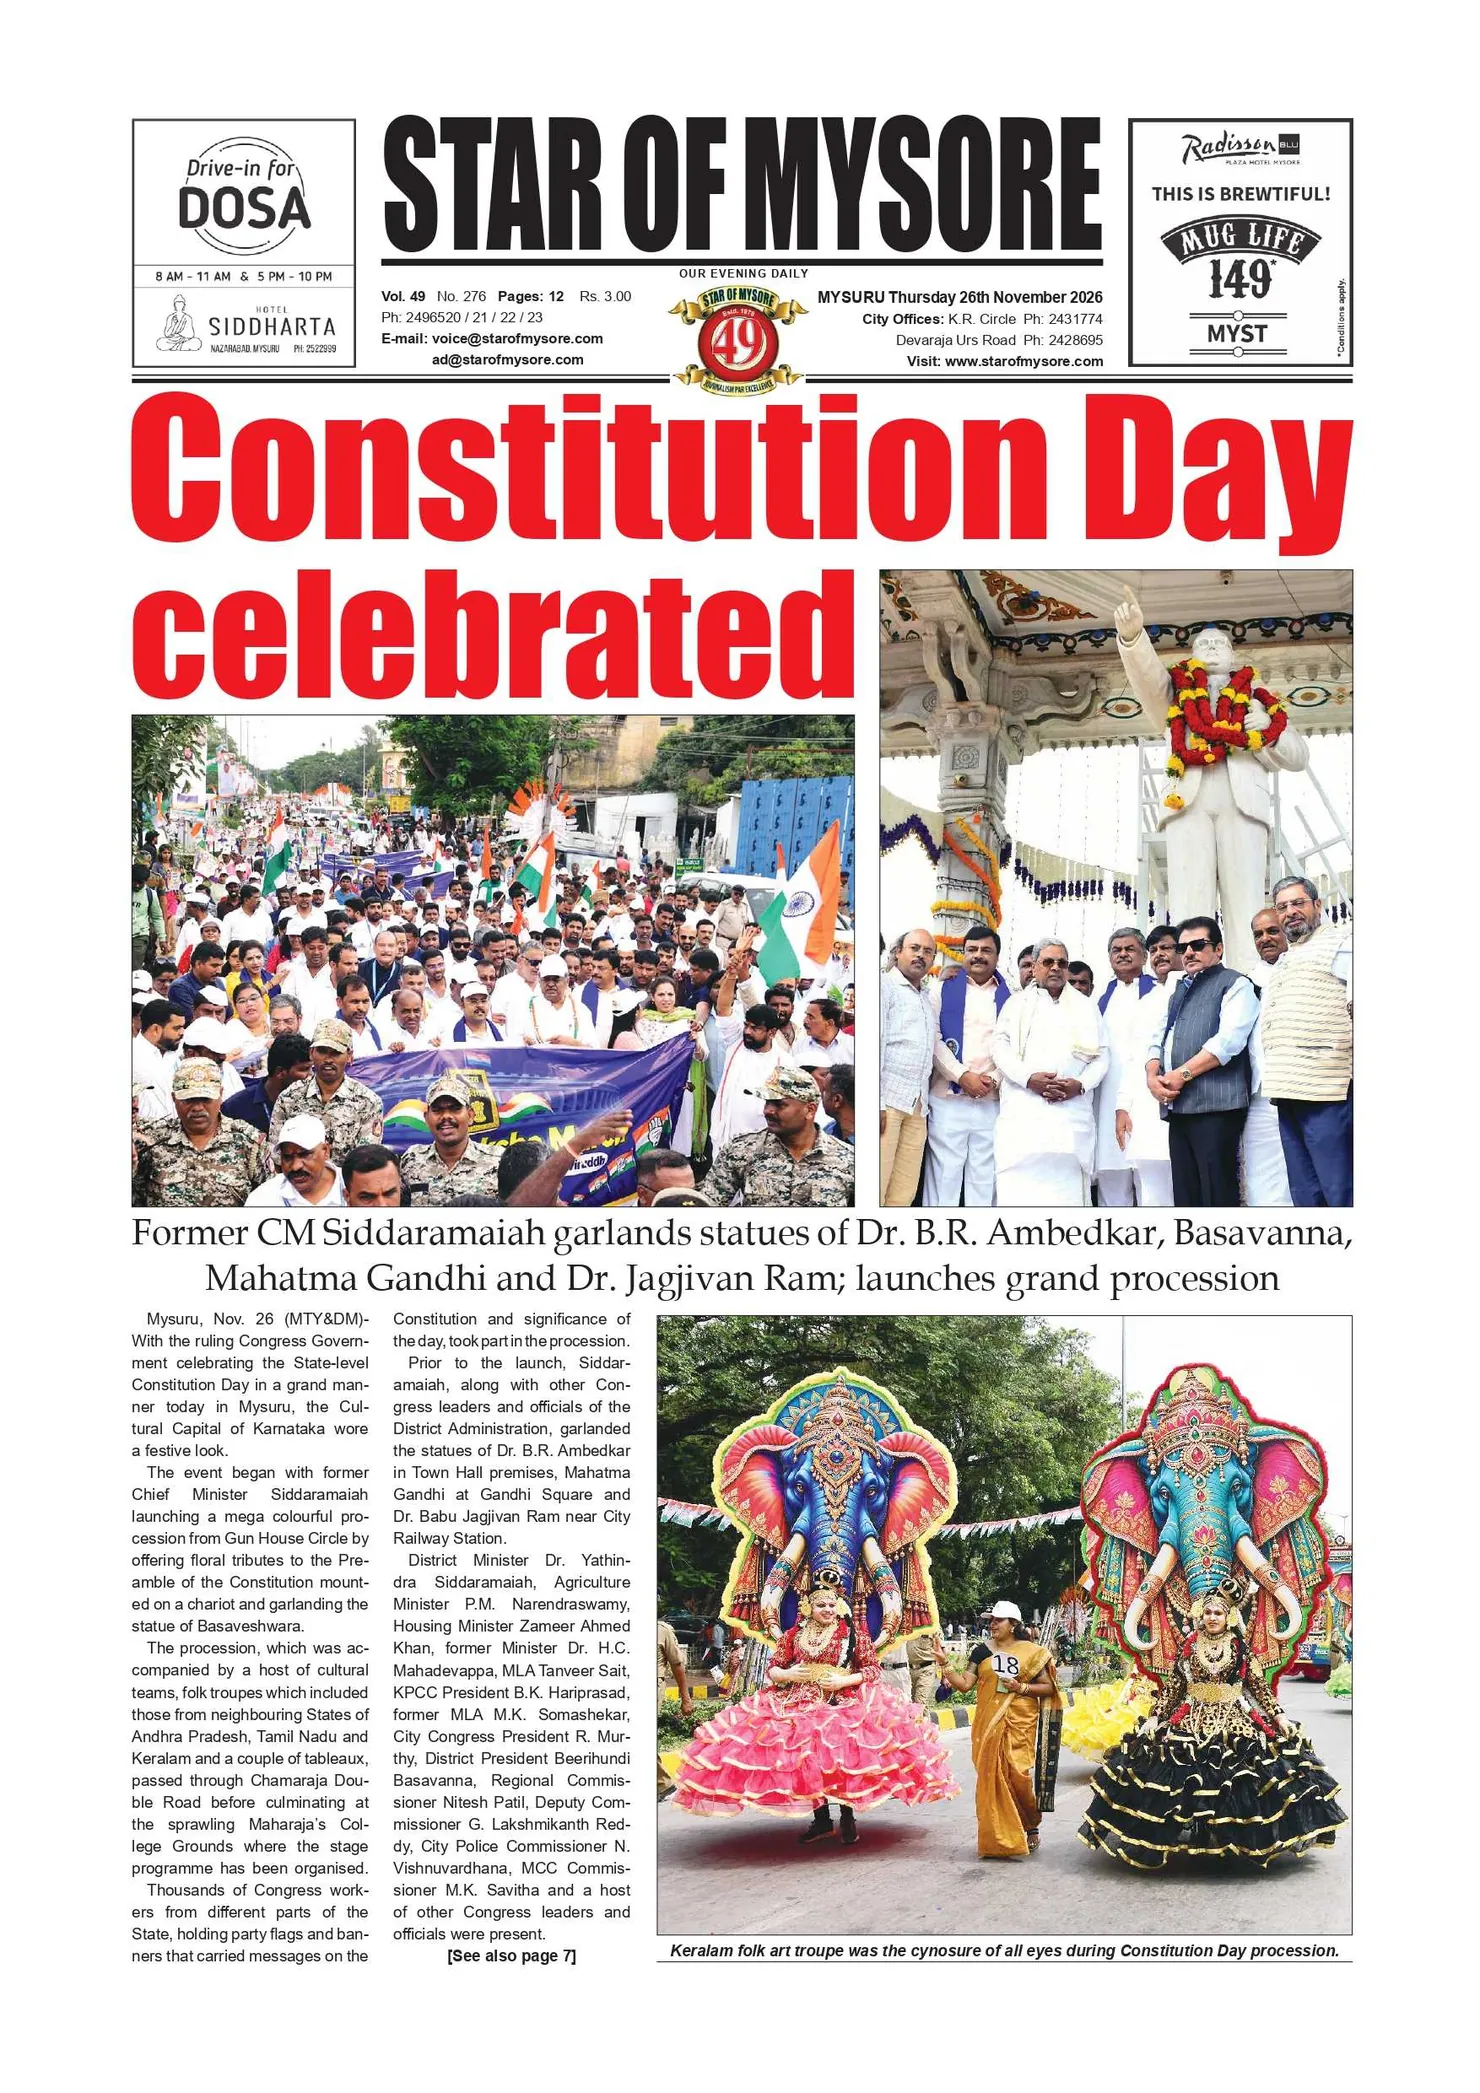 Drive-in for
DOSA
8 AM - 11 AM & 5 PM - 10 PM
HOTEL
SIDDHARTA
NAZARABAD, MYSURU PH: 2522999
STAR OF MYSORE
OUR EVENING DAILY
Vol. 49 No. 276 Pages: 12 Rs. 3.00
Ph: 2496520 / 21 / 22 / 23
E-mail: voice@starofmysore.com
ad@starofmysore.com
STAR OF MYSORE
Estd. 1978
49
JOURNALISM PAR EXCELLENCE
MYSURU Thursday 26th November 2026
City Offices: K.R. Circle Ph: 2431774
Devaraja Urs Road Ph: 2428695
Visit: www.starofmysore.com
Radisson BLU
PLAZA HOTEL MYSORE
THIS IS BREWTIFUL!
MUG LIFE
149*
MYST
*Conditions apply.
Constitution Day
celebrated
Former CM Siddaramaiah garlands statues of Dr. B.R. Ambedkar, Basavanna,
Mahatma Gandhi and Dr. Jagjivan Ram; launches grand procession
Mysuru, Nov. 26 (MTY&DM)-
With the ruling Congress Govern-
ment celebrating the State-level
Constitution Day in a grand man-
ner today in Mysuru, the Cul-
tural Capital of Karnataka wore
a festive look.
The event began with former
Chief Minister Siddaramaiah
launching a mega colourful pro-
cession from Gun House Circle by
offering floral tributes to the Pre-
amble of the Constitution mount-
ed on a chariot and garlanding the
statue of Basaveshwara.
The procession, which was ac-
companied by a host of cultural
teams, folk troupes which included
those from neighbouring States of
Andhra Pradesh, Tamil Nadu and
Keralam and a couple of tableaux,
passed through Chamaraja Dou-
ble Road before culminating at
the sprawling Maharaja's Col-
lege Grounds where the stage
programme has been organised.
Thousands of Congress work-
ers from different parts of the
State, holding party flags and ban-
ners that carried messages on the
Constitution and significance of
the day, took part in the procession.
Prior to the launch, Siddar-
amaiah, along with other Con-
gress leaders and officials of the
District Administration, garlanded
the statues of Dr. B.R. Ambedkar
in Town Hall premises, Mahatma
Gandhi at Gandhi Square and
Dr. Babu Jagjivan Ram near City
Railway Station.
District Minister Dr. Yathin-
dra Siddaramaiah, Agriculture
Minister P.M. Narendraswamy,
Housing Minister Zameer Ahmed
Khan, former Minister Dr. H.C.
Mahadevappa, MLA Tanveer Sait,
KPCC President B.K. Hariprasad,
former MLA M.K. Somashekar,
City Congress President R. Mur-
thy, District President Beerihundi
Basavanna, Regional Commis-
sioner Nitesh Patil, Deputy Com-
missioner G. Lakshmikanth Red-
dy, City Police Commissioner N.
Vishnuvardhana, MCC Commis-
sioner M.K. Savitha and a host
of other Congress leaders and
officials were present.
[See also page 7]
18
Keralam folk art troupe was the cynosure of all eyes during Constitution Day procession.